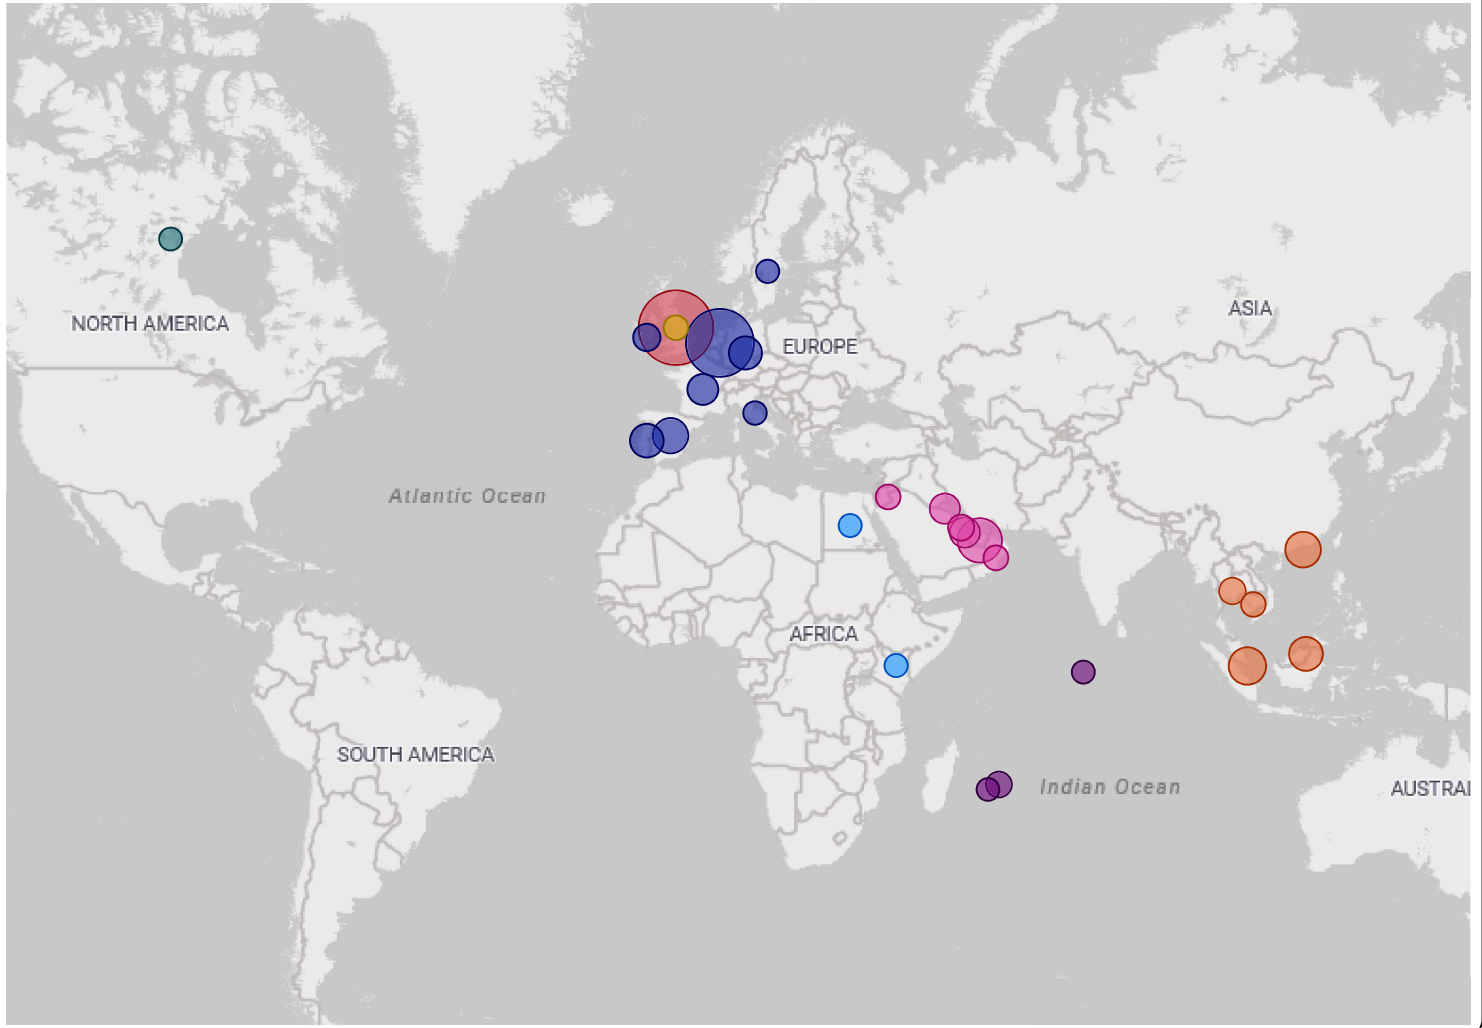 ASIA
NORTH AMERICA
EUROPE
Atlantic Ocean
AFRICA
SOUTH AMERICA
Indian Ocean
AUSTRAI